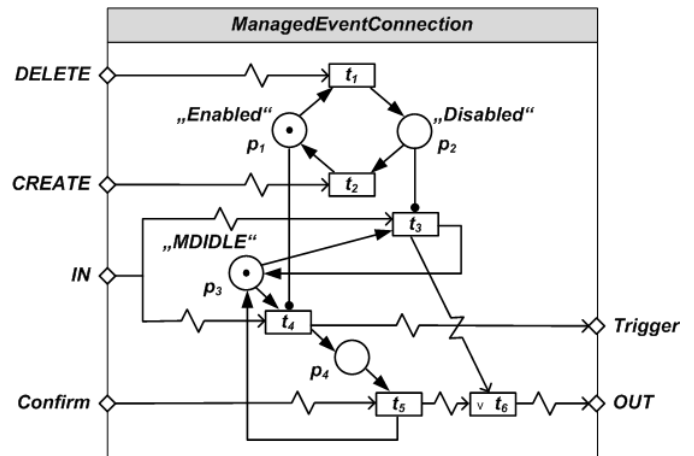 ManagedEventConnection
DELETE
t1
„Enabled“
„Disabled“
p1
p2
CREATE
t2
t3
„MDIDLE“
IN
p3
t4
Trigger
p4
Confirm
t5
v t6
OUT